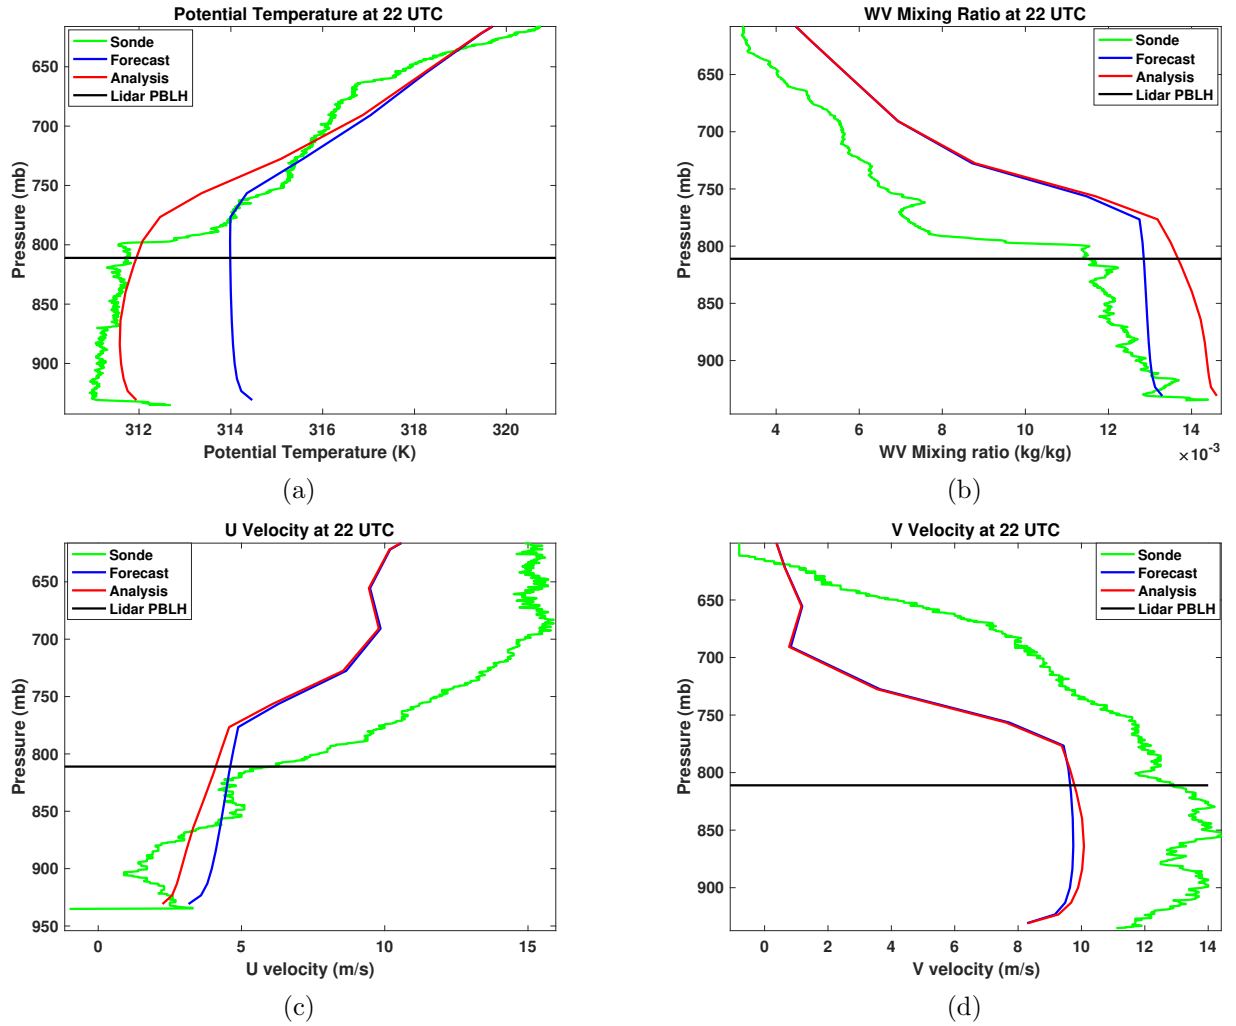 Potential Temperature at 22 UTC
Sonde
Forecast
Analysis
Lidar PBLH
650
700
750
800
850
900
Pressure (mb)
312
314
316
318
320
Potential Temperature (K)
(a)
WV Mixing Ratio at 22 UTC
Sonde
Forecast
Analysis
Lidar PBLH
650
700
750
800
850
900
Pressure (mb)
4
6
8
10
12
14
WV Mixing ratio (kg/kg)
×10⁻³
(b)
U Velocity at 22 UTC
Sonde
Forecast
Analysis
Lidar PBLH
650
700
750
800
850
900
950
Pressure (mb)
0
5
10
15
U velocity (m/s)
(c)
V Velocity at 22 UTC
Sonde
Forecast
Analysis
Lidar PBLH
650
700
750
800
850
900
Pressure (mb)
0
2
4
6
8
10
12
14
V velocity (m/s)
(d)